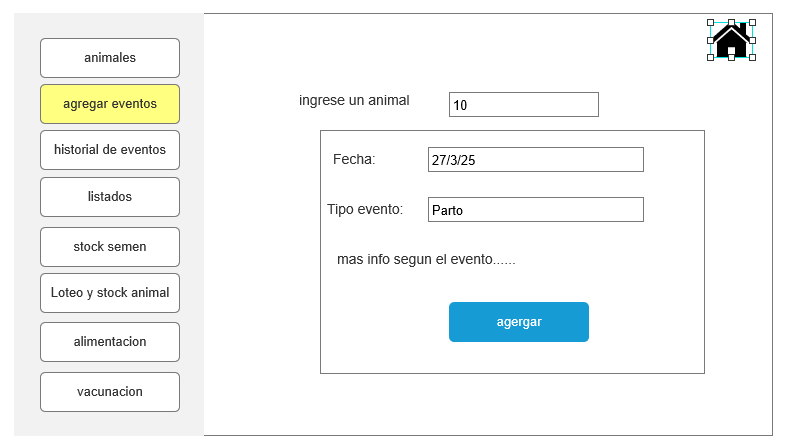 animales
agregar eventos
historial de eventos
listados
stock semen
Loteo y stock animal
alimentacion
vacunacion
ingrese un animal
10
Fecha:
27/3/25
Tipo evento:
Parto
mas info segun el evento......
agergar